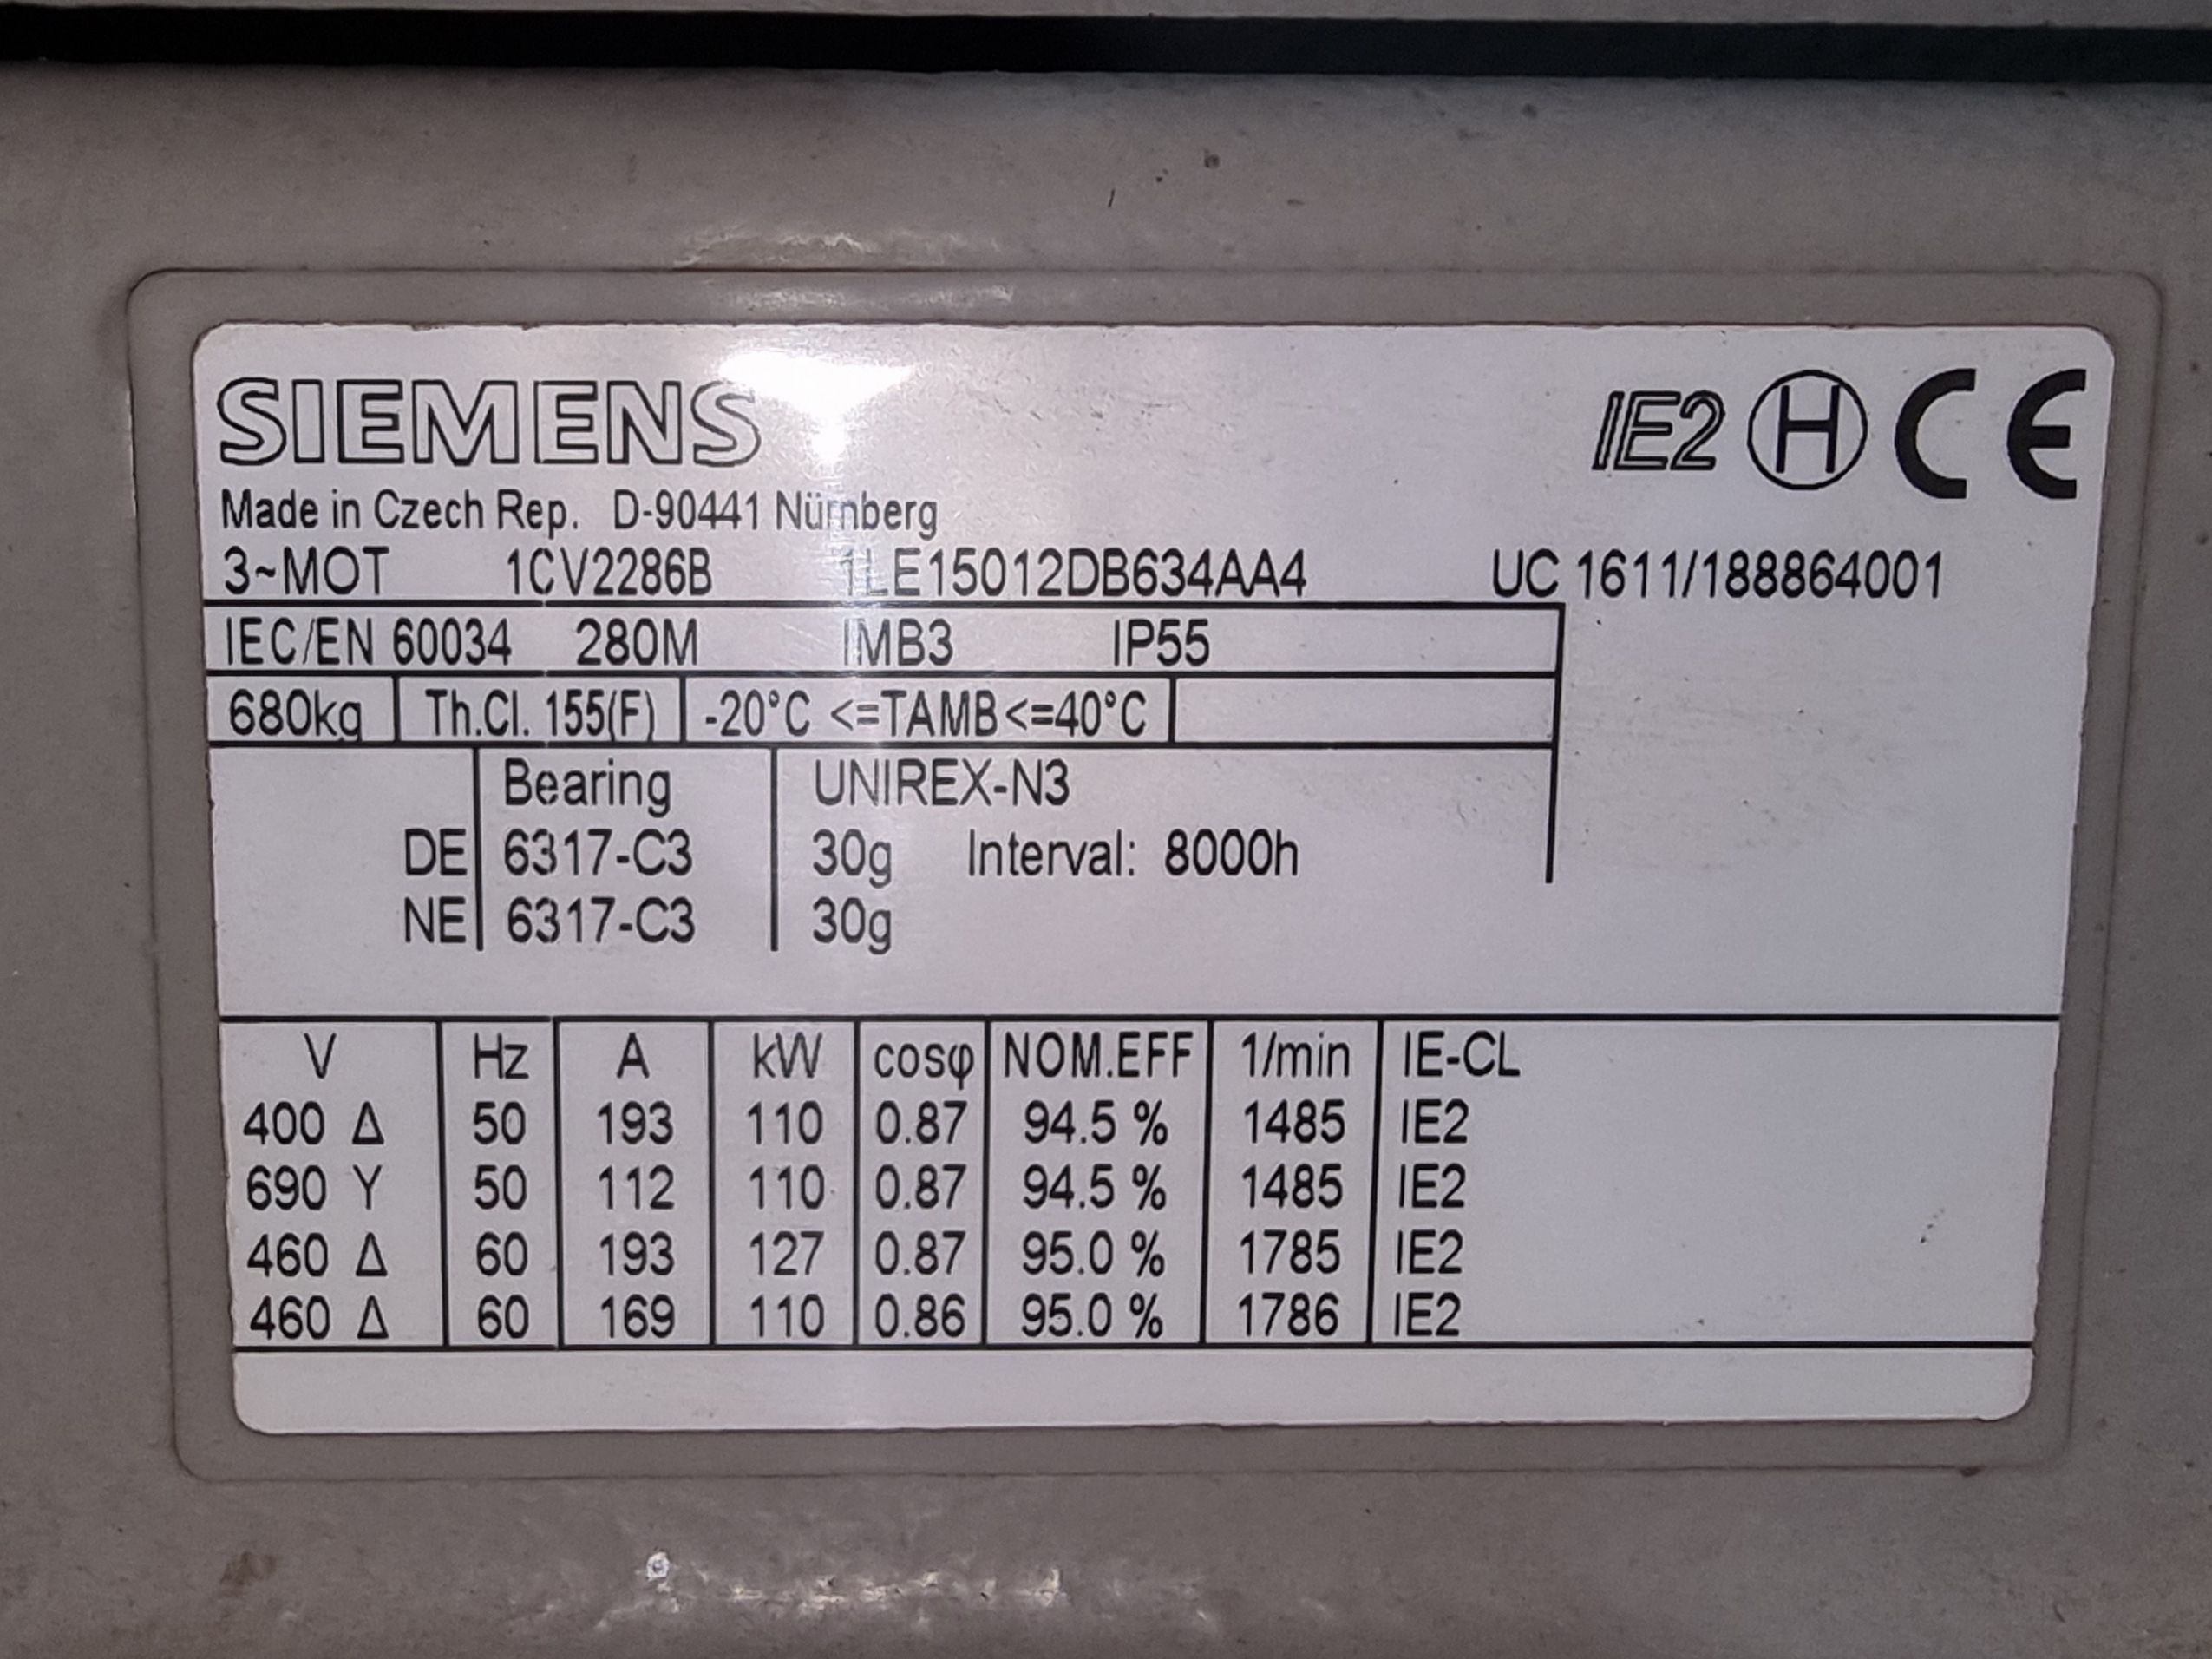 SIEMENS IE2 H CE
Made in Czech Rep. D-90441 Nürnberg
3~MOT 1CV2286B 1LE15012DB634AA4 UC 1611/188864001
IEC/EN 60034 280M IMB3 IP55
680kg Th.Cl. 155(F) -20°C <=TAMB<=40°C
Bearing UNIREX-N3
DE 6317-C3 30g Interval: 8000h
NE 6317-C3 30g
V Hz A kW cosφ NOM.EFF 1/min IE-CL
400 Δ 50 193 110 0.87 94.5 % 1485 IE2
690 Y 50 112 110 0.87 94.5 % 1485 IE2
460 Δ 60 193 127 0.87 95.0 % 1785 IE2
460 Δ 60 169 110 0.86 95.0 % 1786 IE2